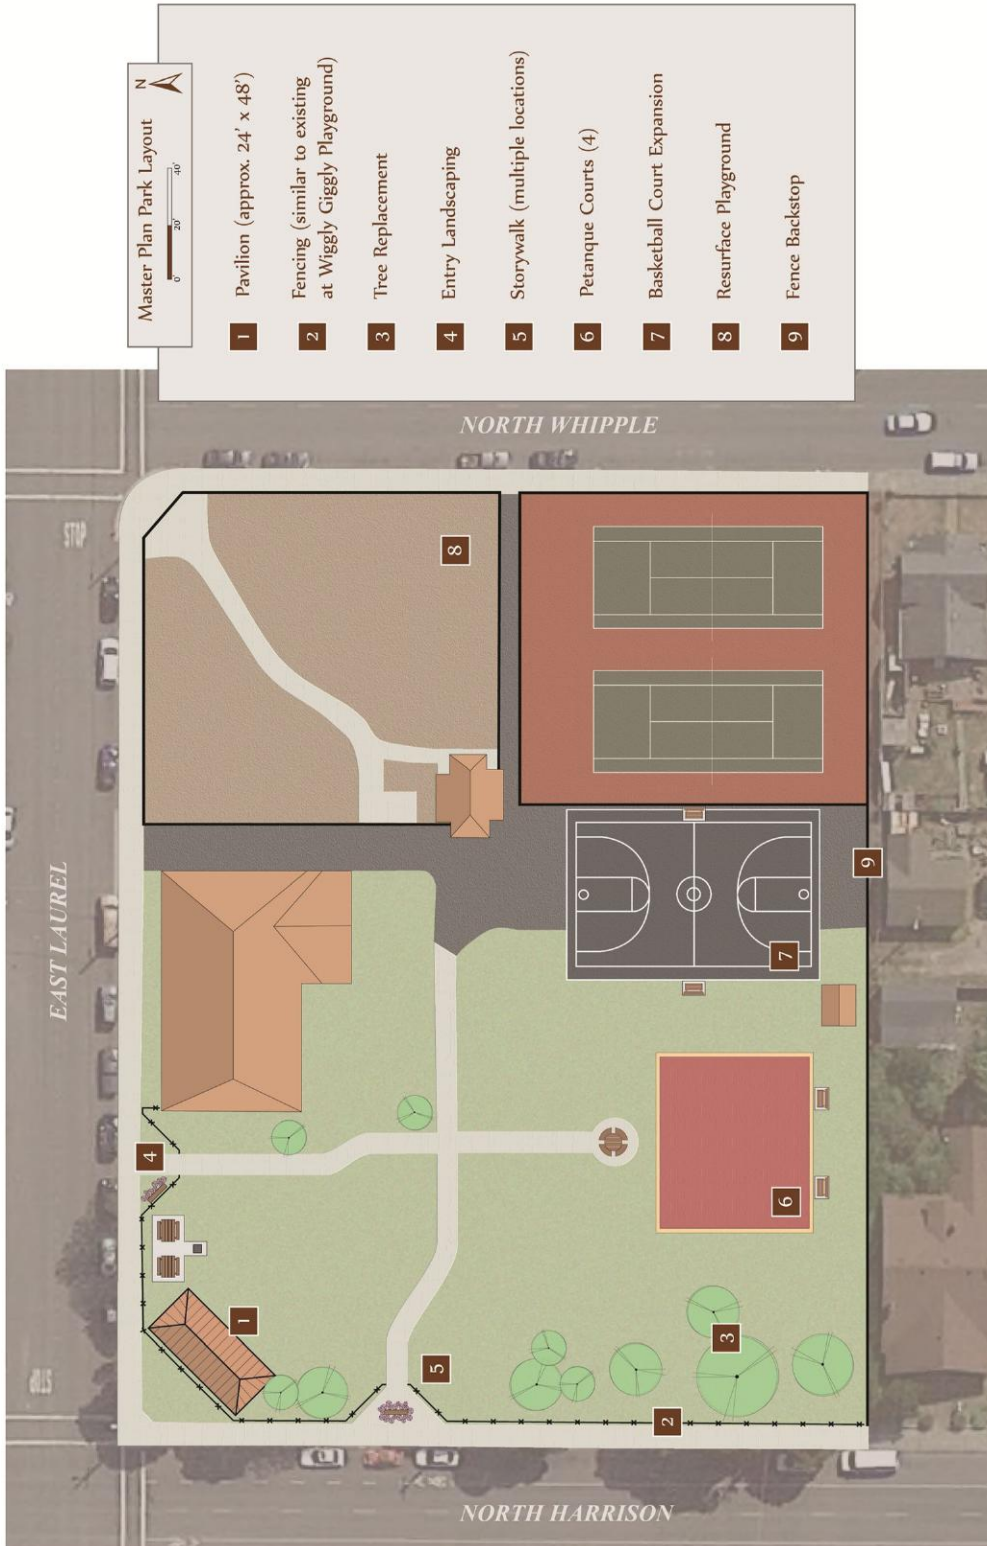 Master Plan Park Layout
N
0' 20' 40'
1 Pavilion (approx. 24' x 48')
2 Fencing (similar to existing
at Wiggly Giggly Playground)
3 Tree Replacement
4 Entry Landscaping
5 Storywalk (multiple locations)
6 Petanque Courts (4)
7 Basketball Court Expansion
8 Resurface Playground
9 Fence Backstop
EAST LAUREL
NORTH WHIPPLE
NORTH HARRISON
STOP
STOP
1
2
3
4
5
6
7
8
9